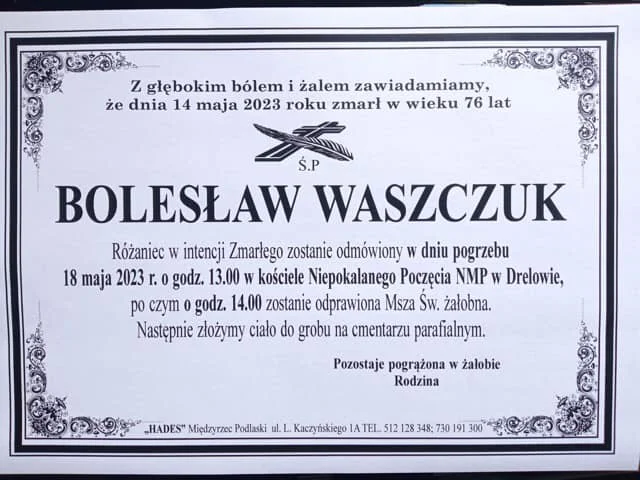 Z głębokim bólem i żalem zawiadamiamy,
że dnia 14 maja 2023 roku zmarł w wieku 76 lat
Ś.P
BOLESŁAW WASZCZUK
Różaniec w intencji Zmarłego zostanie odmówiony w dniu pogrzebu
18 maja 2023 r. o godz. 13.00 w kościele Niepokalanego Poczęcia NMP w Drelowie,
po czym o godz. 14.00 zostanie odprawiona Msza Św. żałobna.
Następnie złożymy ciało do grobu na cmentarzu parafialnym.
Pozostaje pogrążona w żałobie
Rodzina
„HADES” Międzyrzec Podlaski ul. L. Kaczyńskiego 1A TEL. 512 128 348; 730 191 300